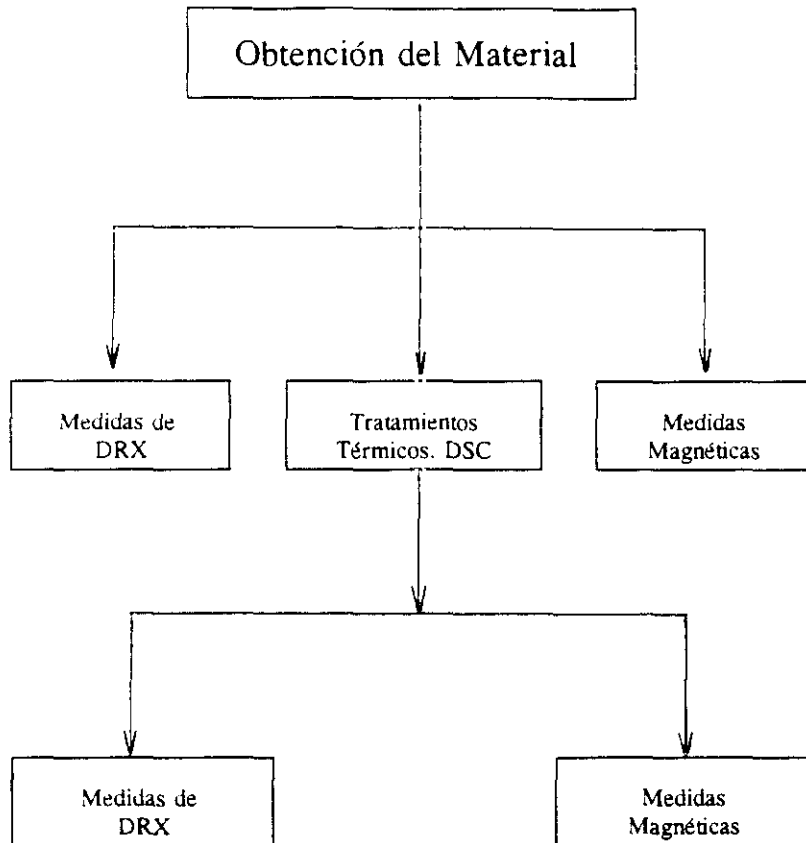 Obtención del Material
Medidas de
DRX
Tratamientos
Térmicos. DSC
Medidas
Magnéticas
Medidas de
DRX
Medidas
Magnéticas